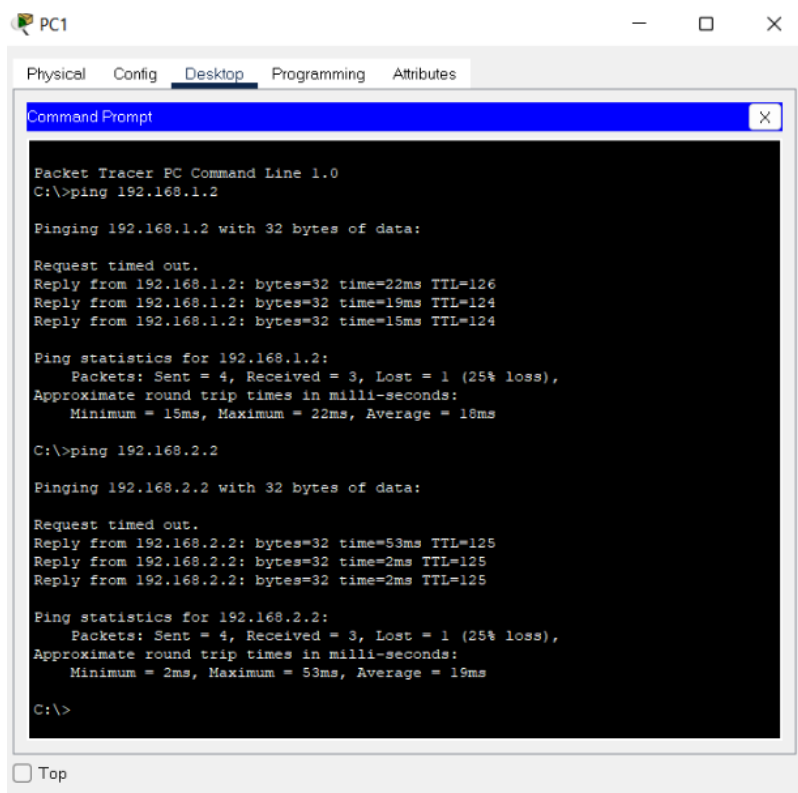 PC1
Physical Config Desktop Programming Attributes
Command Prompt
X
Packet Tracer PC Command Line 1.0
C:\>ping 192.168.1.2
Pinging 192.168.1.2 with 32 bytes of data:
Request timed out.
Reply from 192.168.1.2: bytes=32 time=22ms TTL=126
Reply from 192.168.1.2: bytes=32 time=19ms TTL=124
Reply from 192.168.1.2: bytes=32 time=15ms TTL=124
Ping statistics for 192.168.1.2:
Packets: Sent = 4, Received = 3, Lost = 1 (25% loss),
Approximate round trip times in milli-seconds:
Minimum = 15ms, Maximum = 22ms, Average = 18ms
C:\>ping 192.168.2.2
Pinging 192.168.2.2 with 32 bytes of data:
Request timed out.
Reply from 192.168.2.2: bytes=32 time=53ms TTL=125
Reply from 192.168.2.2: bytes=32 time=2ms TTL=125
Reply from 192.168.2.2: bytes=32 time=2ms TTL=125
Ping statistics for 192.168.2.2:
Packets: Sent = 4, Received = 3, Lost = 1 (25% loss),
Approximate round trip times in milli-seconds:
Minimum = 2ms, Maximum = 53ms, Average = 19ms
C:\>
Top